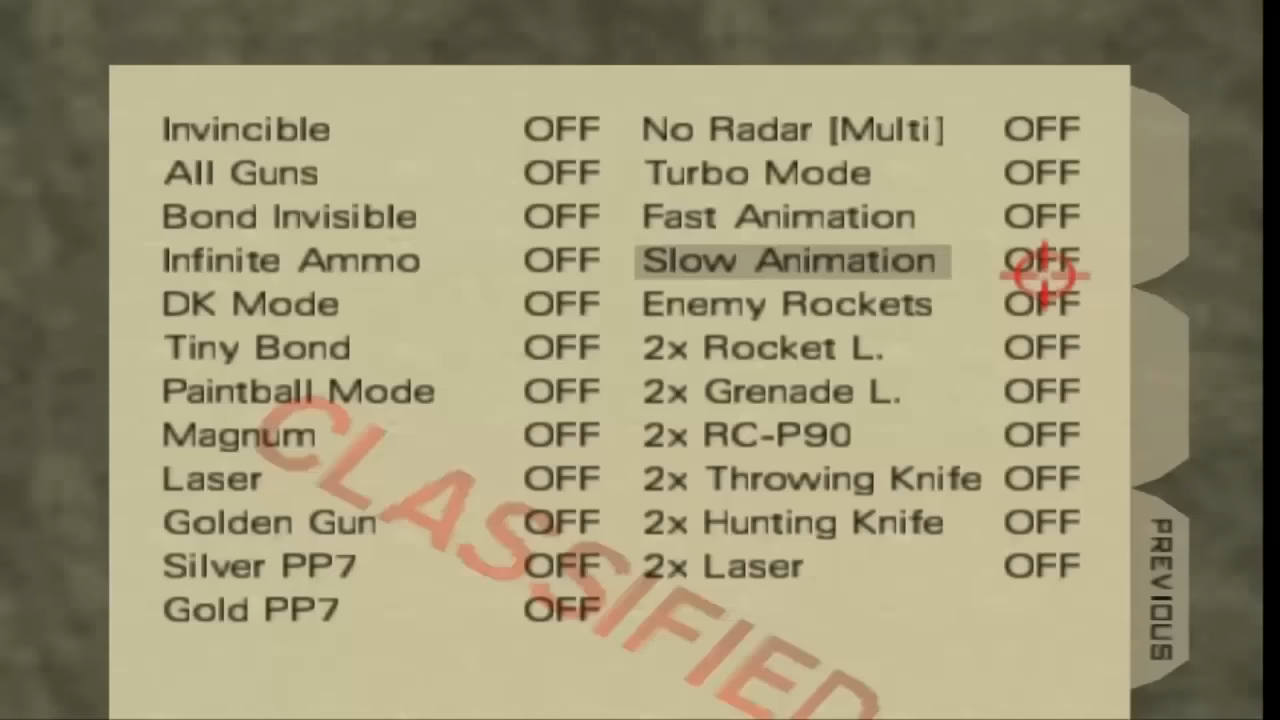 Invincible OFF
All Guns OFF
Bond Invisible OFF
Infinite Ammo OFF
DK Mode OFF
Tiny Bond OFF
Paintball Mode OFF
Magnum OFF
Laser OFF
Golden Gun OFF
Silver PP7 OFF
Gold PP7 OFF
No Radar [Multi] OFF
Turbo Mode OFF
Fast Animation OFF
Slow Animation OFF
Enemy Rockets OFF
2x Rocket L. OFF
2x Grenade L. OFF
2x RC-P90 OFF
2x Throwing Knife OFF
2x Hunting Knife OFF
2x Laser OFF
CLASSIFIED
PREVIOUS